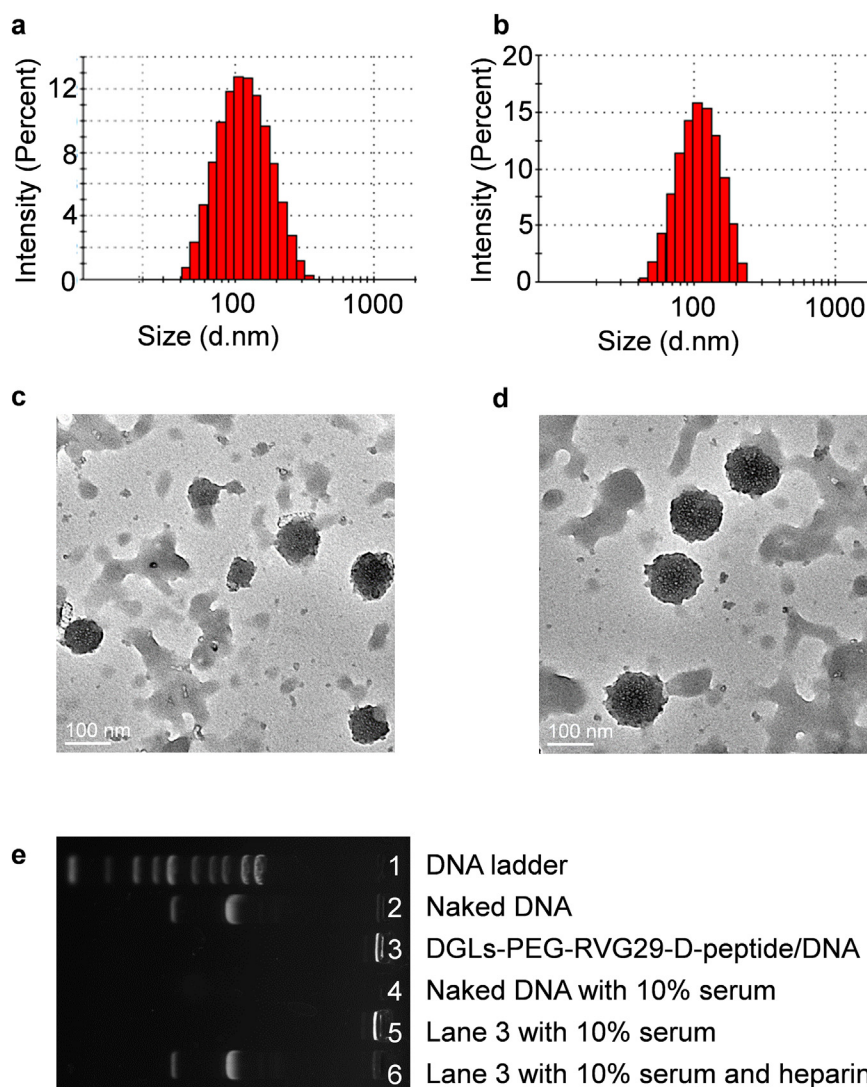 a
b
Intensity (Percent)
12
8
4
0
100
1000
Size (d.nm)
Intensity (Percent)
20
15
10
5
0
100
1000
Size (d.nm)
c
d
100 nm
100 nm
e
1 DNA ladder
2 Naked DNA
3 DGLs-PEG-RVG29-D-peptide/DNA
4 Naked DNA with 10% serum
5 Lane 3 with 10% serum
6 Lane 3 with 10% serum and heparin